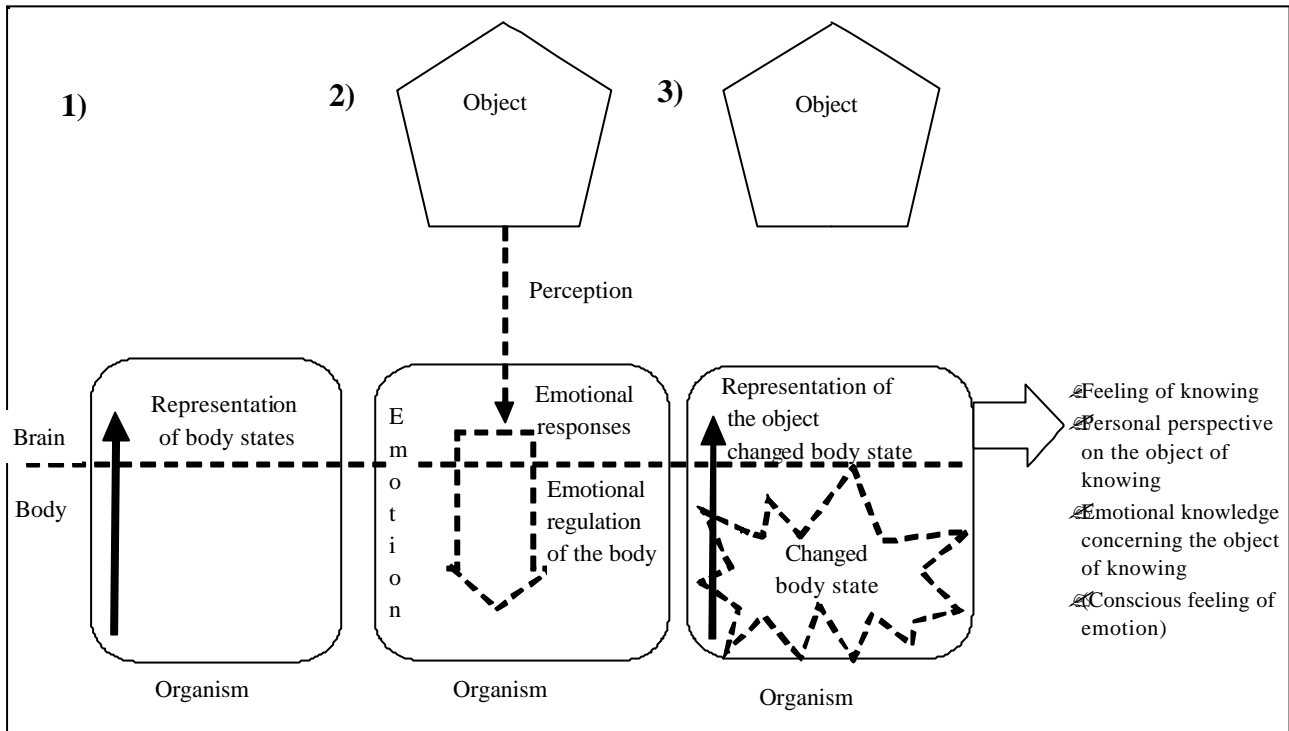 1)
2)
Object
3)
Object
Perception
Brain
Body
Representation
of body states
Organism
Emotion
Emotional
responses
Emotional
regulation
of the body
Organism
Representation of
the object
changed body state
Changed
body state
Organism
Feeling of knowing
Personal perspective
on the object of
knowing
Emotional knowledge
concerning the object
of knowing
(Conscious feeling of
emotion)